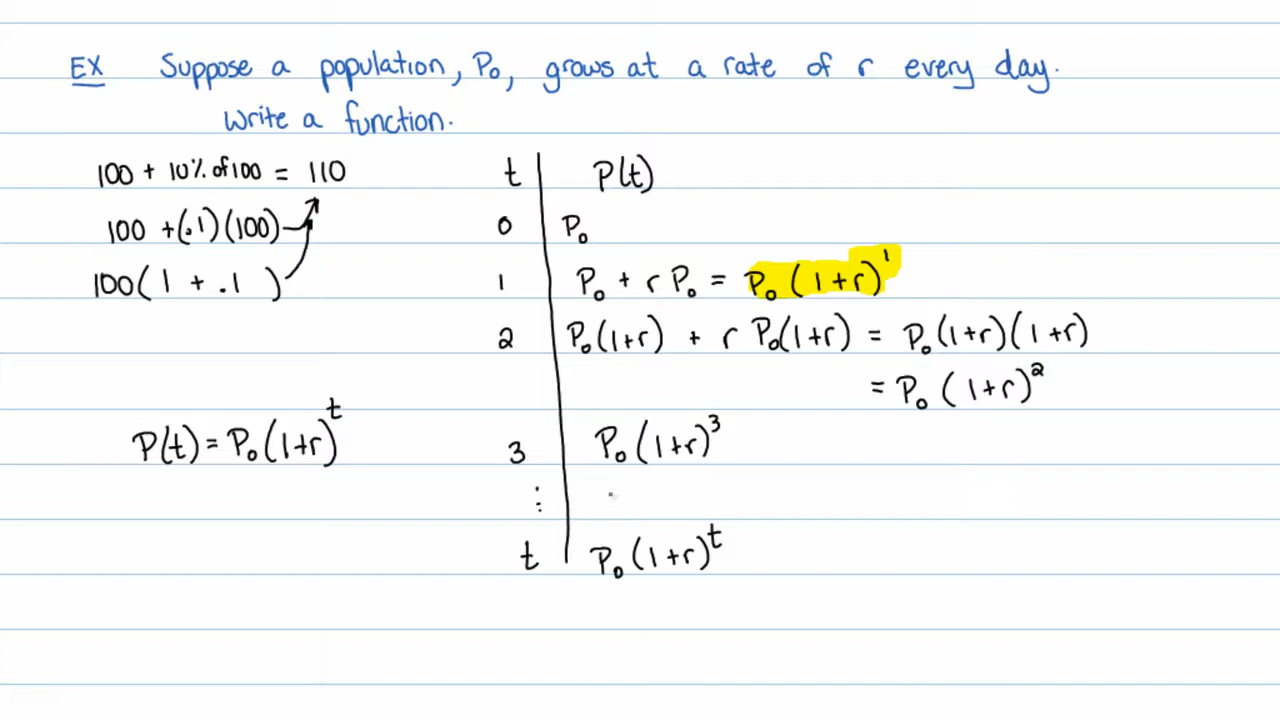 EX Suppose a population, P₀, grows at a rate of r every day.
Write a function.
100 + 10% of 100 = 110
100 + (.1)(100)
100(1 + .1)
P(t) = P₀(1+r)^t
t P(t)
0 P₀
1 P₀ + r P₀ = P₀(1+r)¹
2 P₀(1+r) + r P₀(1+r) = P₀(1+r)(1+r)
= P₀(1+r)²
3 P₀(1+r)³
⋮
t P₀(1+r)^t